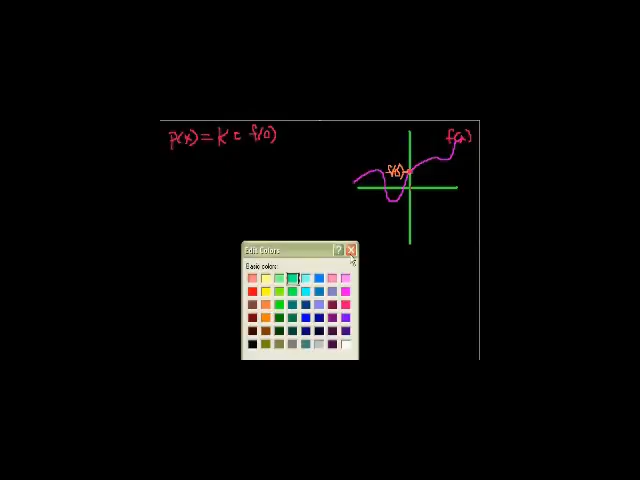 P(x) = K = f(0)
f(x)
f(0)
Edit Colors
Basic colors: